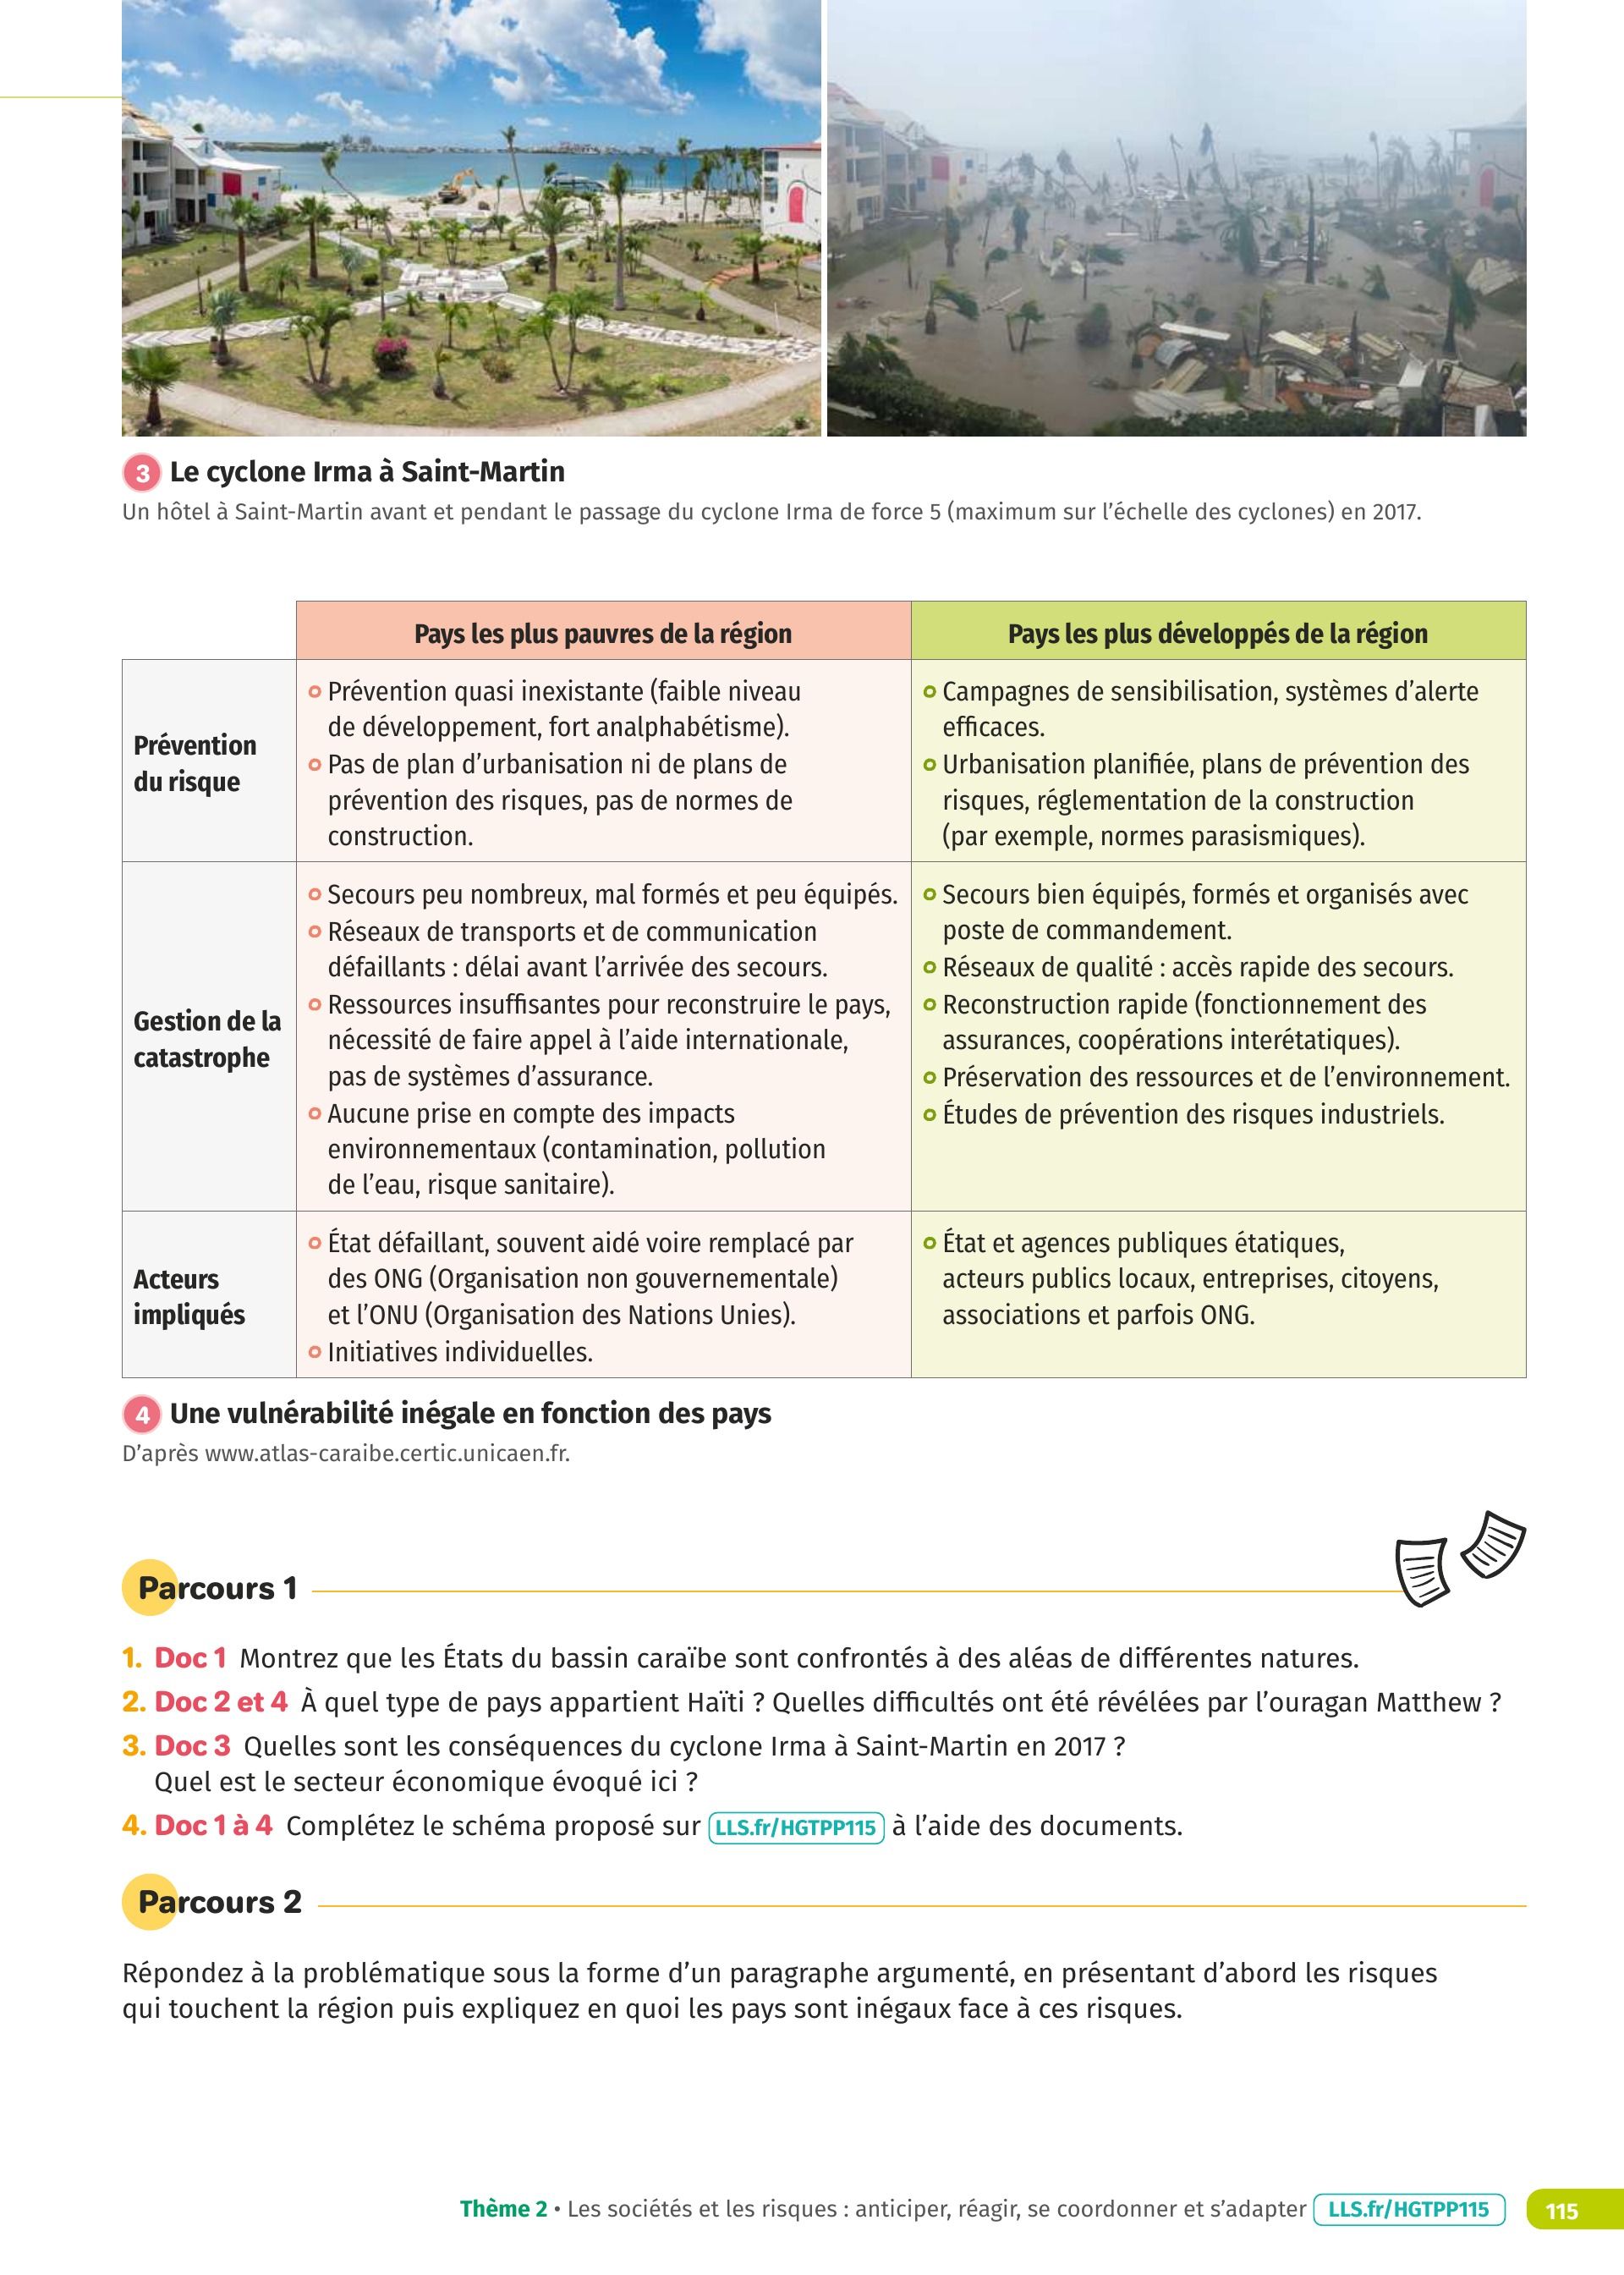 3 Le cyclone Irma à Saint-Martin
Un hôtel à Saint-Martin avant et pendant le passage du cyclone Irma de force 5 (maximum sur l’échelle des cyclones) en 2017.
Pays les plus pauvres de la région
Pays les plus développés de la région
Prévention
du risque
Prévention quasi inexistante (faible niveau
de développement, fort analphabétisme).
Pas de plan d’urbanisation ni de plans de
prévention des risques, pas de normes de
construction.
Campagnes de sensibilisation, systèmes d’alerte
efficaces.
Urbanisation planifiée, plans de prévention des
risques, réglementation de la construction
(par exemple, normes parasismiques).
Gestion de la
catastrophe
Secours peu nombreux, mal formés et peu équipés.
Réseaux de transports et de communication
défaillants : délai avant l’arrivée des secours.
Ressources insuffisantes pour reconstruire le pays,
nécessité de faire appel à l’aide internationale,
pas de systèmes d’assurance.
Aucune prise en compte des impacts
environnementaux (contamination, pollution
de l’eau, risque sanitaire).
Secours bien équipés, formés et organisés avec
poste de commandement.
Réseaux de qualité : accès rapide des secours.
Reconstruction rapide (fonctionnement des
assurances, coopérations interétatiques).
Préservation des ressources et de l’environnement.
Études de prévention des risques industriels.
Acteurs
impliqués
État défaillant, souvent aidé voire remplacé par
des ONG (Organisation non gouvernementale)
et l’ONU (Organisation des Nations Unies).
Initiatives individuelles.
État et agences publiques étatiques,
acteurs publics locaux, entreprises, citoyens,
associations et parfois ONG.
4 Une vulnérabilité inégale en fonction des pays
D’après www.atlas-caraibe.certic.unicaen.fr.
Parcours 1
1. Doc 1 Montrez que les États du bassin caraïbe sont confrontés à des aléas de différentes natures.
2. Doc 2 et 4 À quel type de pays appartient Haïti ? Quelles difficultés ont été révélées par l’ouragan Matthew ?
3. Doc 3 Quelles sont les conséquences du cyclone Irma à Saint-Martin en 2017 ?
Quel est le secteur économique évoqué ici ?
4. Doc 1 à 4 Complétez le schéma proposé sur LLS.fr/HGTPP115 à l’aide des documents.
Parcours 2
Répondez à la problématique sous la forme d’un paragraphe argumenté, en présentant d’abord les risques
qui touchent la région puis expliquez en quoi les pays sont inégaux face à ces risques.
Thème 2 • Les sociétés et les risques : anticiper, réagir, se coordonner et s’adapter LLS.fr/HGTPP115 115